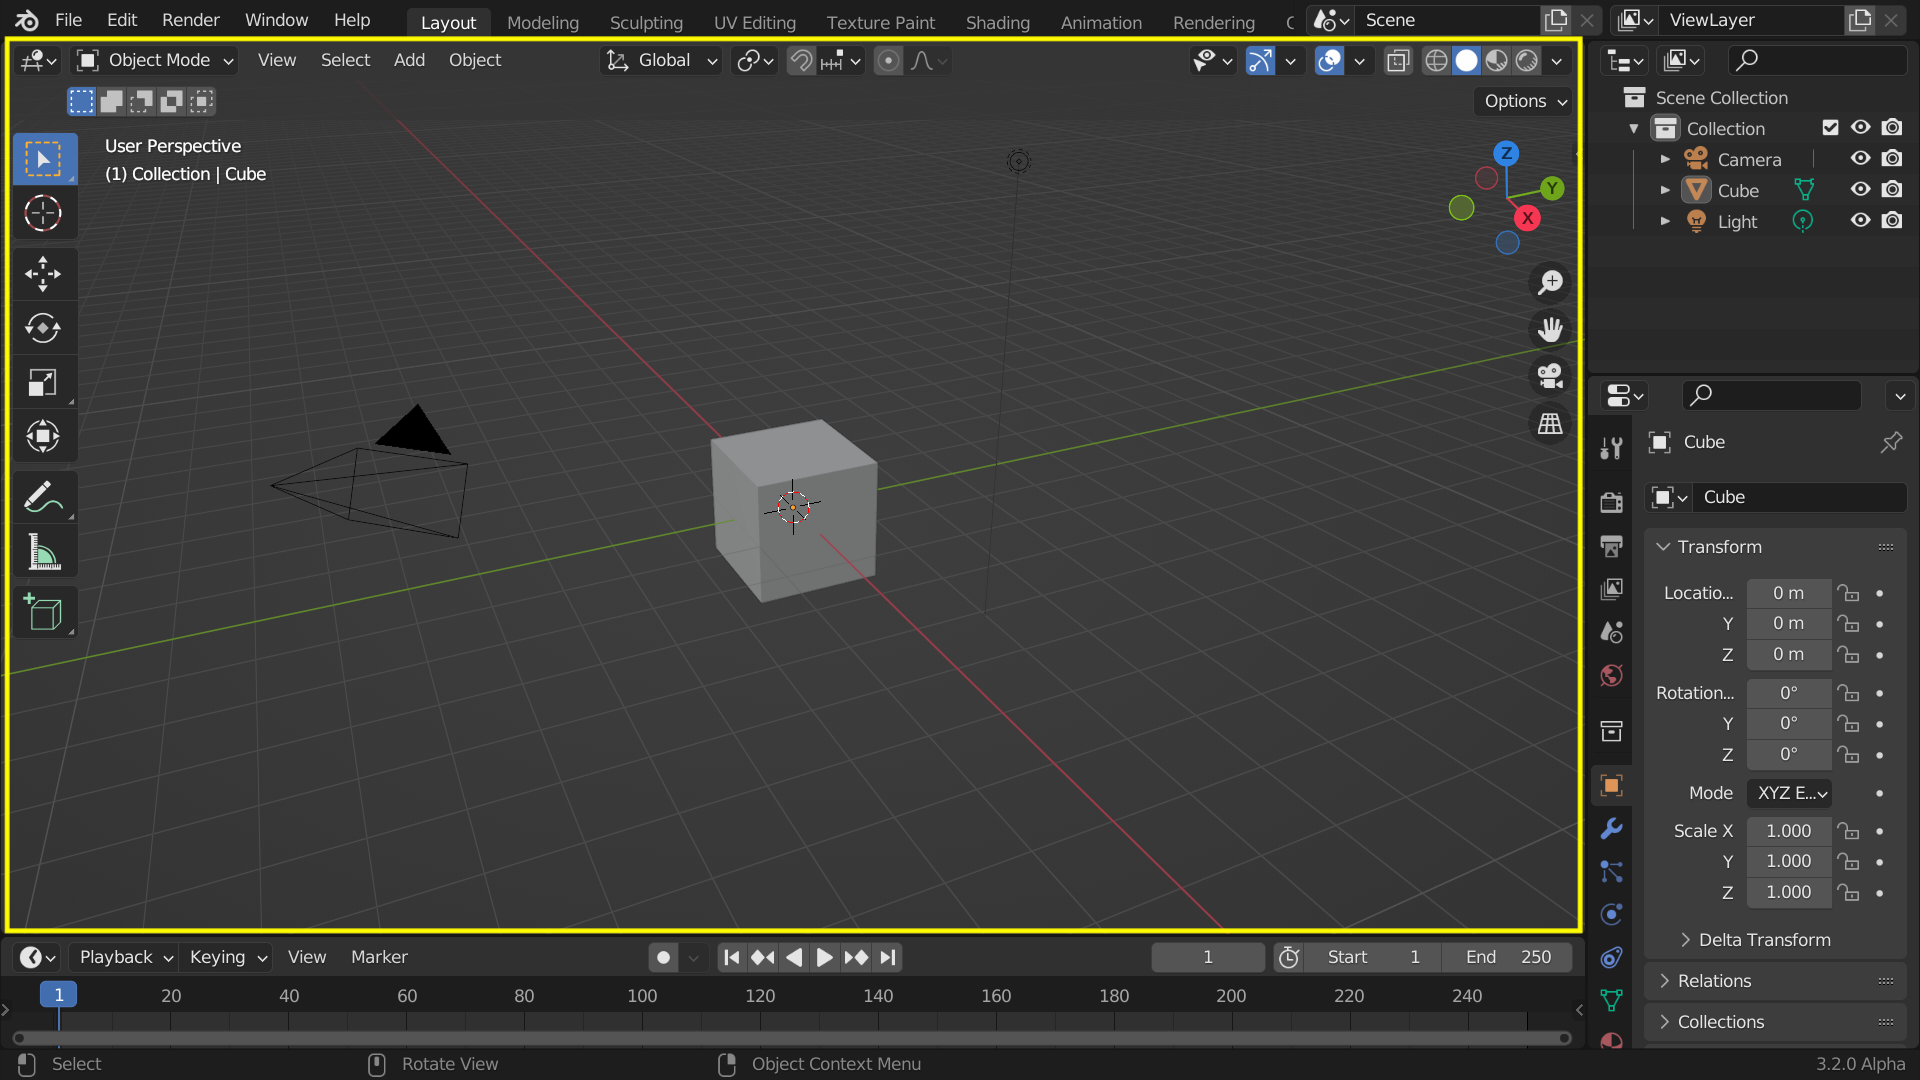 File Edit Render Window Help Layout Modeling Sculpting UV Editing Texture Paint Shading Animation Rendering Scene ViewLayer
Object Mode View Select Add Object Global
Options
User Perspective
(1) Collection | Cube
Z
Y
X
Scene Collection
Collection
Camera
Cube
Light
Cube
Cube
Transform
Locatio... 0 m
Y 0 m
Z 0 m
Rotation... 0°
Y 0°
Z 0°
Mode XYZ E...
Scale X 1.000
Y 1.000
Z 1.000
Delta Transform
Relations
Collections
Playback Keying View Marker 1 Start 1 End 250
1 20 40 60 80 100 120 140 160 180 200 220 240
Select Rotate View Object Context Menu 3.2.0 Alpha